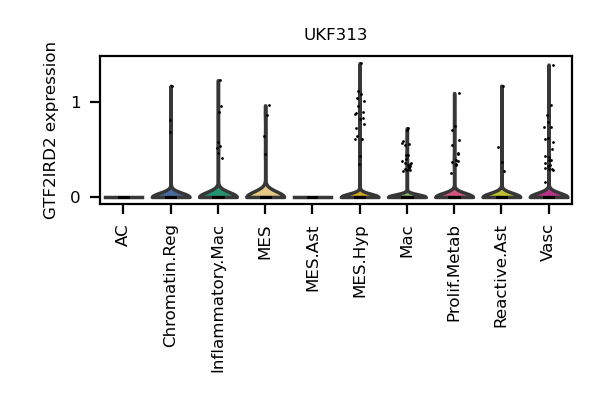 UKF313
GTF2IRD2 expression
1
0
AC
Chromatin.Reg
Inflammatory.Mac
MES
MES.Ast
MES.Hyp
Mac
Prolif.Metab
Reactive.Ast
Vasc